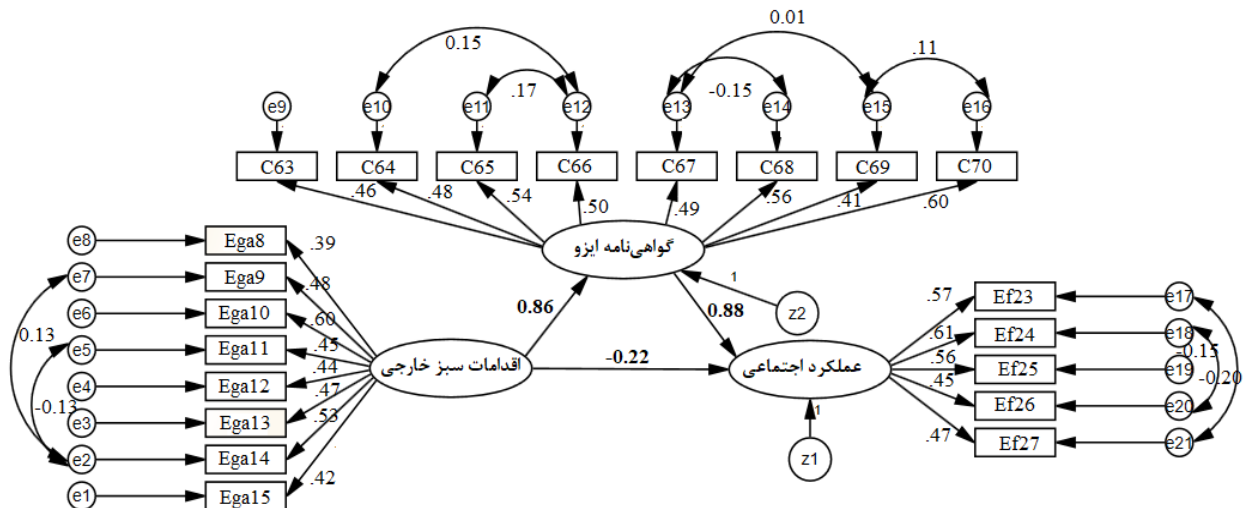 0.01
0.15 .11
.17 -0.15
e9 e10 e11 e12 e13 e14 e15 e16
C63 C64 C65 C66 C67 C68 C69 C70
.46 .48 .54 .50 .49 .56 .41 .60
گواهی‌نامه ایزو
e8 Ega8 .39
e7 Ega9 .48
e6 Ega10 .60
e5 Ega11 .45
e4 Ega12 .44
e3 Ega13 .47
e2 Ega14 .53
e1 Ega15 .42
0.13
-0.13
اقدامات سبز خارجی
0.86
0.88
-0.22
1
z2
عملکرد اجتماعی
1
z1
.57 Ef23 e17
.61 Ef24 e18
.56 Ef25 e19
.45 Ef26 e20
.47 Ef27 e21
-0.15
-0.20